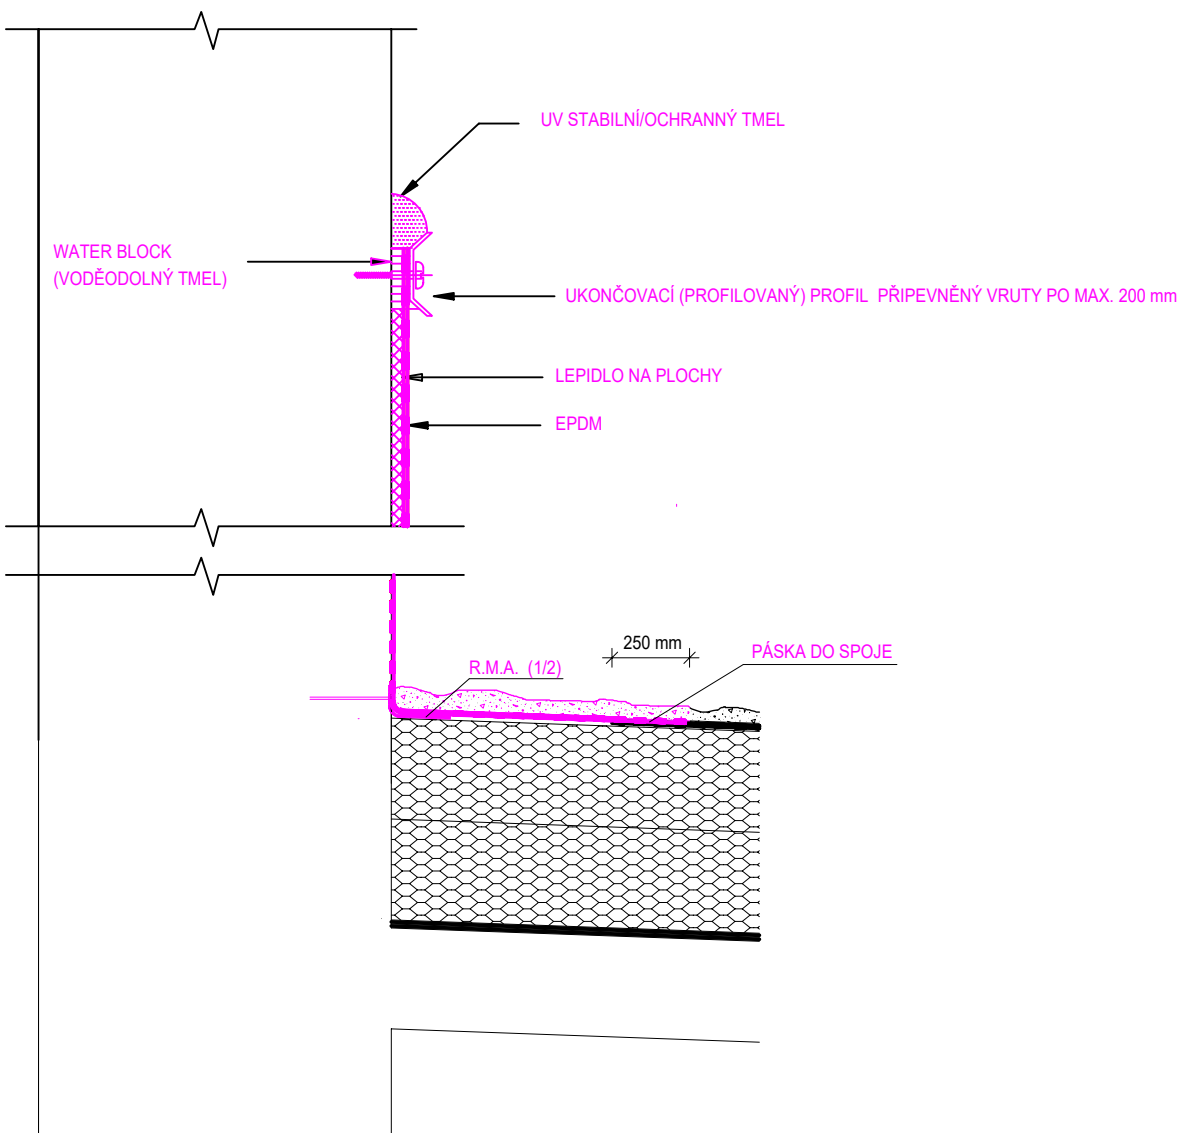 UV STABILNÍ/OCHRANNÝ TMEL
WATER BLOCK
(VODĚODOLNÝ TMEL)
UKONČOVACÍ (PROFILOVANÝ) PROFIL PŘIPEVNĚNÝ VRUTY PO MAX. 200 mm
LEPIDLO NA PLOCHY
EPDM
250 mm
PÁSKA DO SPOJE
R.M.A. (1/2)